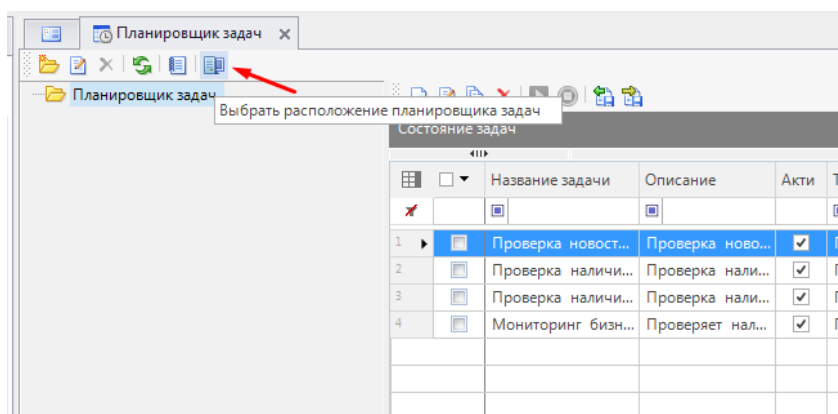 Планировщик задач
Планировщик задач
Выбрать расположение планировщика задач
Состояние задач
Название задачи Описание Акти
1 Проверка новост... Проверка ново...
2 Проверка наличи... Проверка нали...
3 Проверка наличи... Проверка нали...
4 Мониторинг бизн... Проверяет нал...